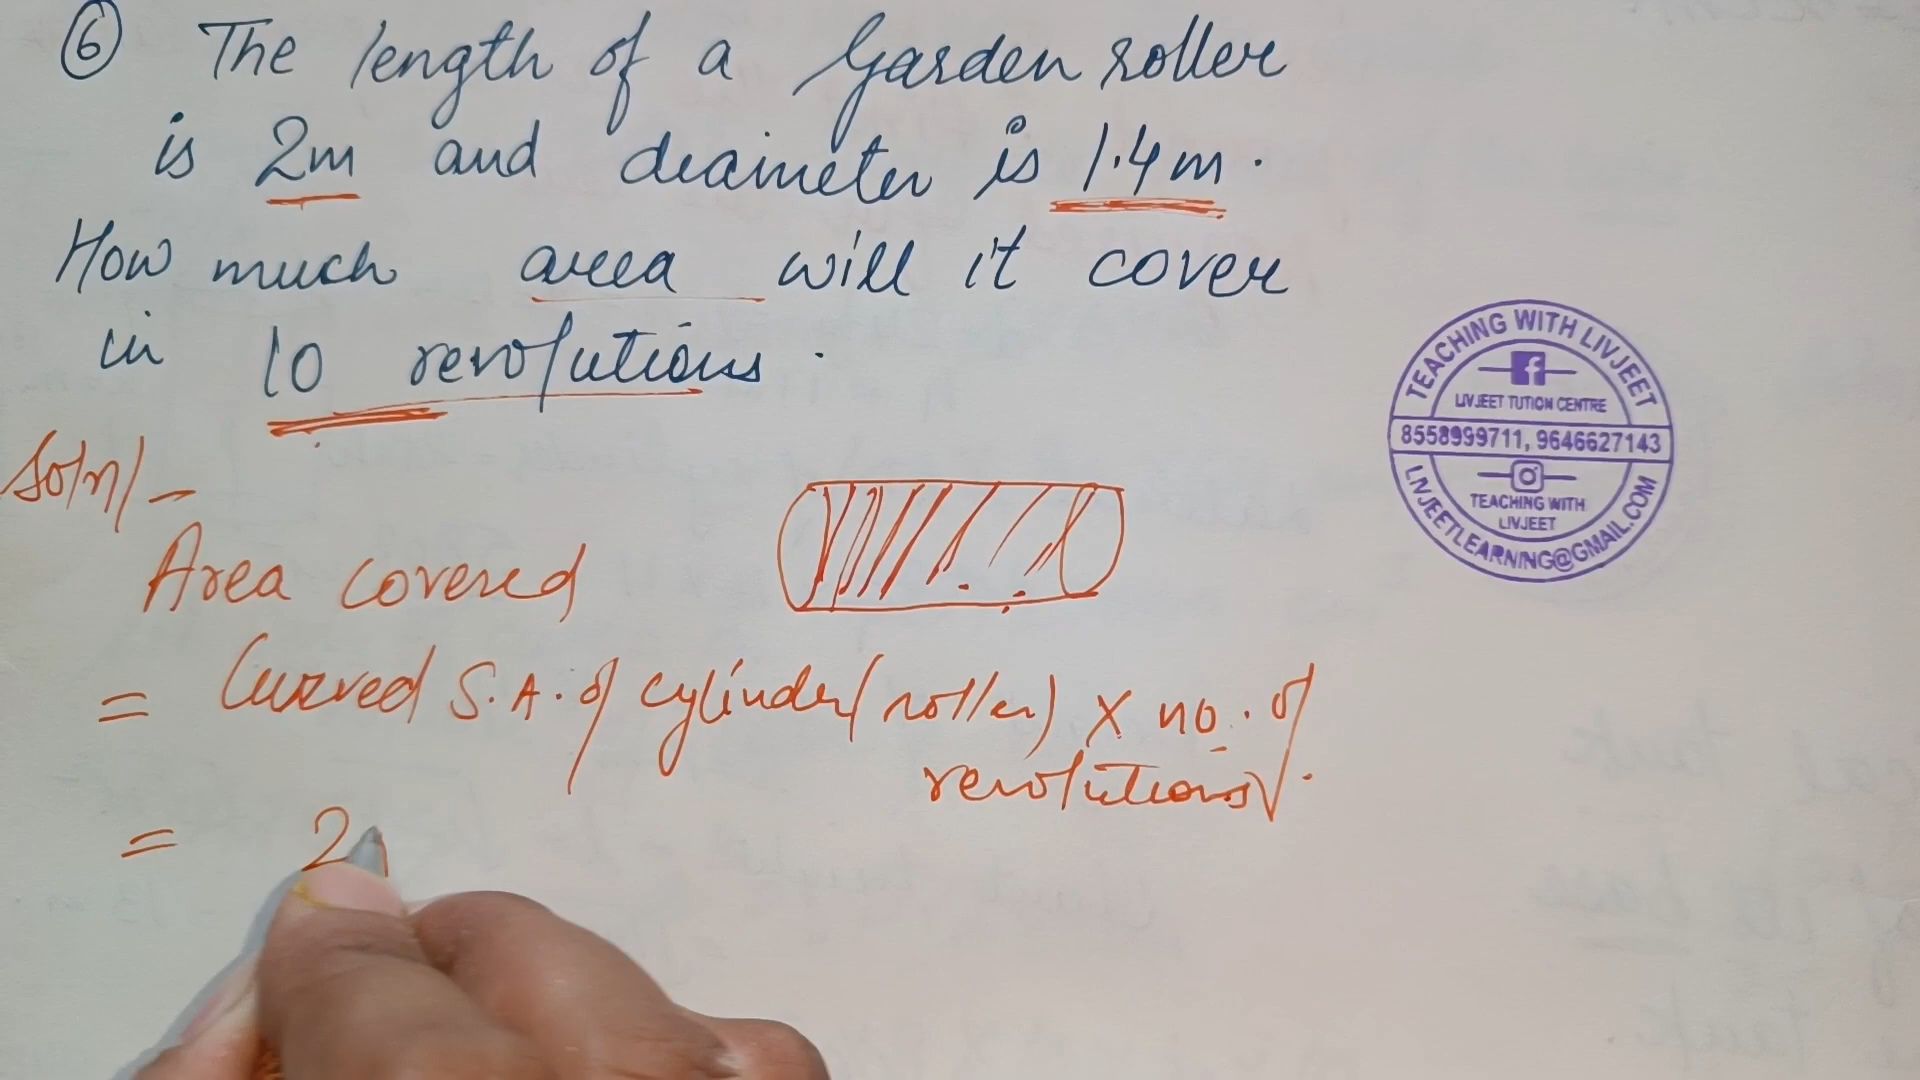 ⑥ The length of a Garden roller
is 2m and diameter is 1.4m.
How much area will it cover
in 10 revolutions.
Soln/-
Area covered
= Curved S.A. of cylinder (roller) X no. of
revolutions.
= 2
TEACHING WITH LIVJEET
LIVJEET TUTION CENTRE
8558999711, 9646627143
TEACHING WITH
LIVJEET
LIVJEETLEARNING@GMAIL.COM